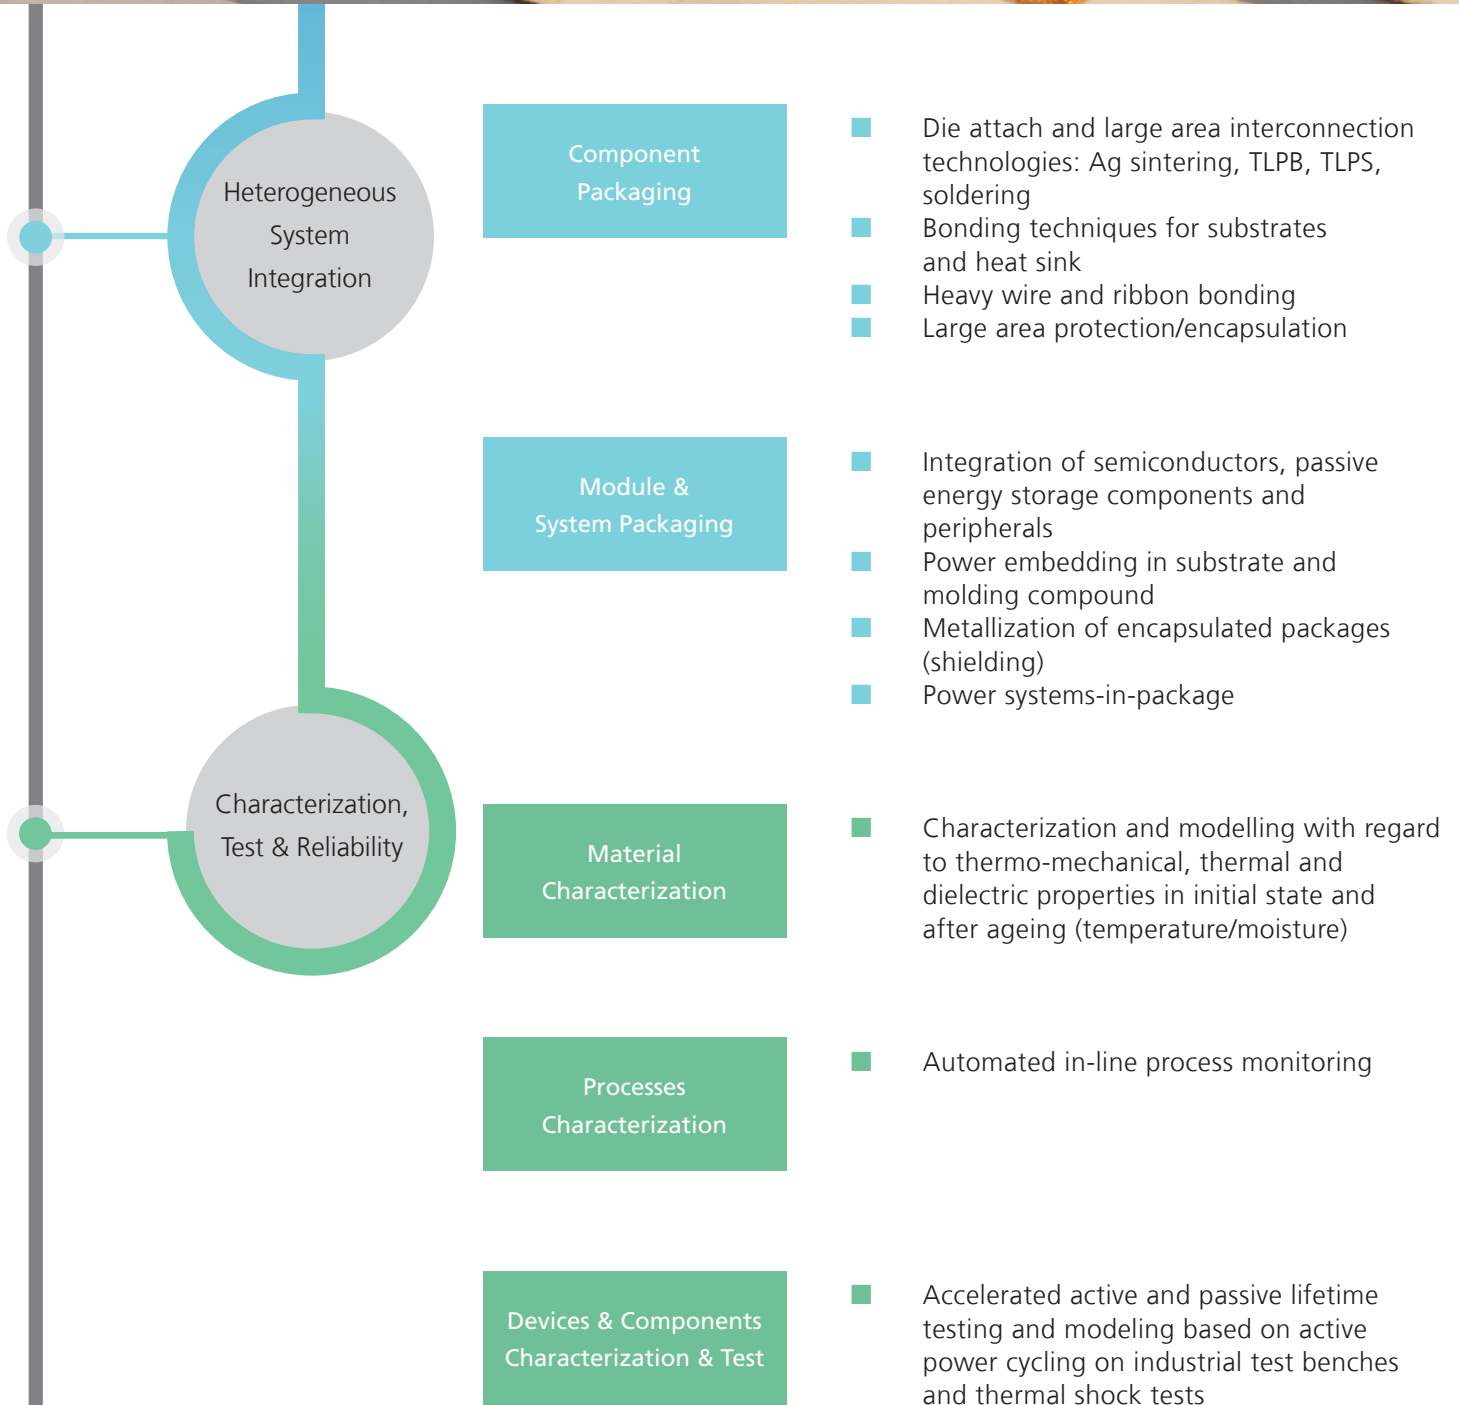 Heterogeneous
System
Integration
Component
Packaging
Die attach and large area interconnection
technologies: Ag sintering, TLPB, TLPS,
soldering
Bonding techniques for substrates
and heat sink
Heavy wire and ribbon bonding
Large area protection/encapsulation
Module &
System Packaging
Integration of semiconductors, passive
energy storage components and
peripherals
Power embedding in substrate and
molding compound
Metallization of encapsulated packages
(shielding)
Power systems-in-package
Characterization,
Test & Reliability
Material
Characterization
Characterization and modelling with regard
to thermo-mechanical, thermal and
dielectric properties in initial state and
after ageing (temperature/moisture)
Processes
Characterization
Automated in-line process monitoring
Devices & Components
Characterization & Test
Accelerated active and passive lifetime
testing and modeling based on active
power cycling on industrial test benches
and thermal shock tests